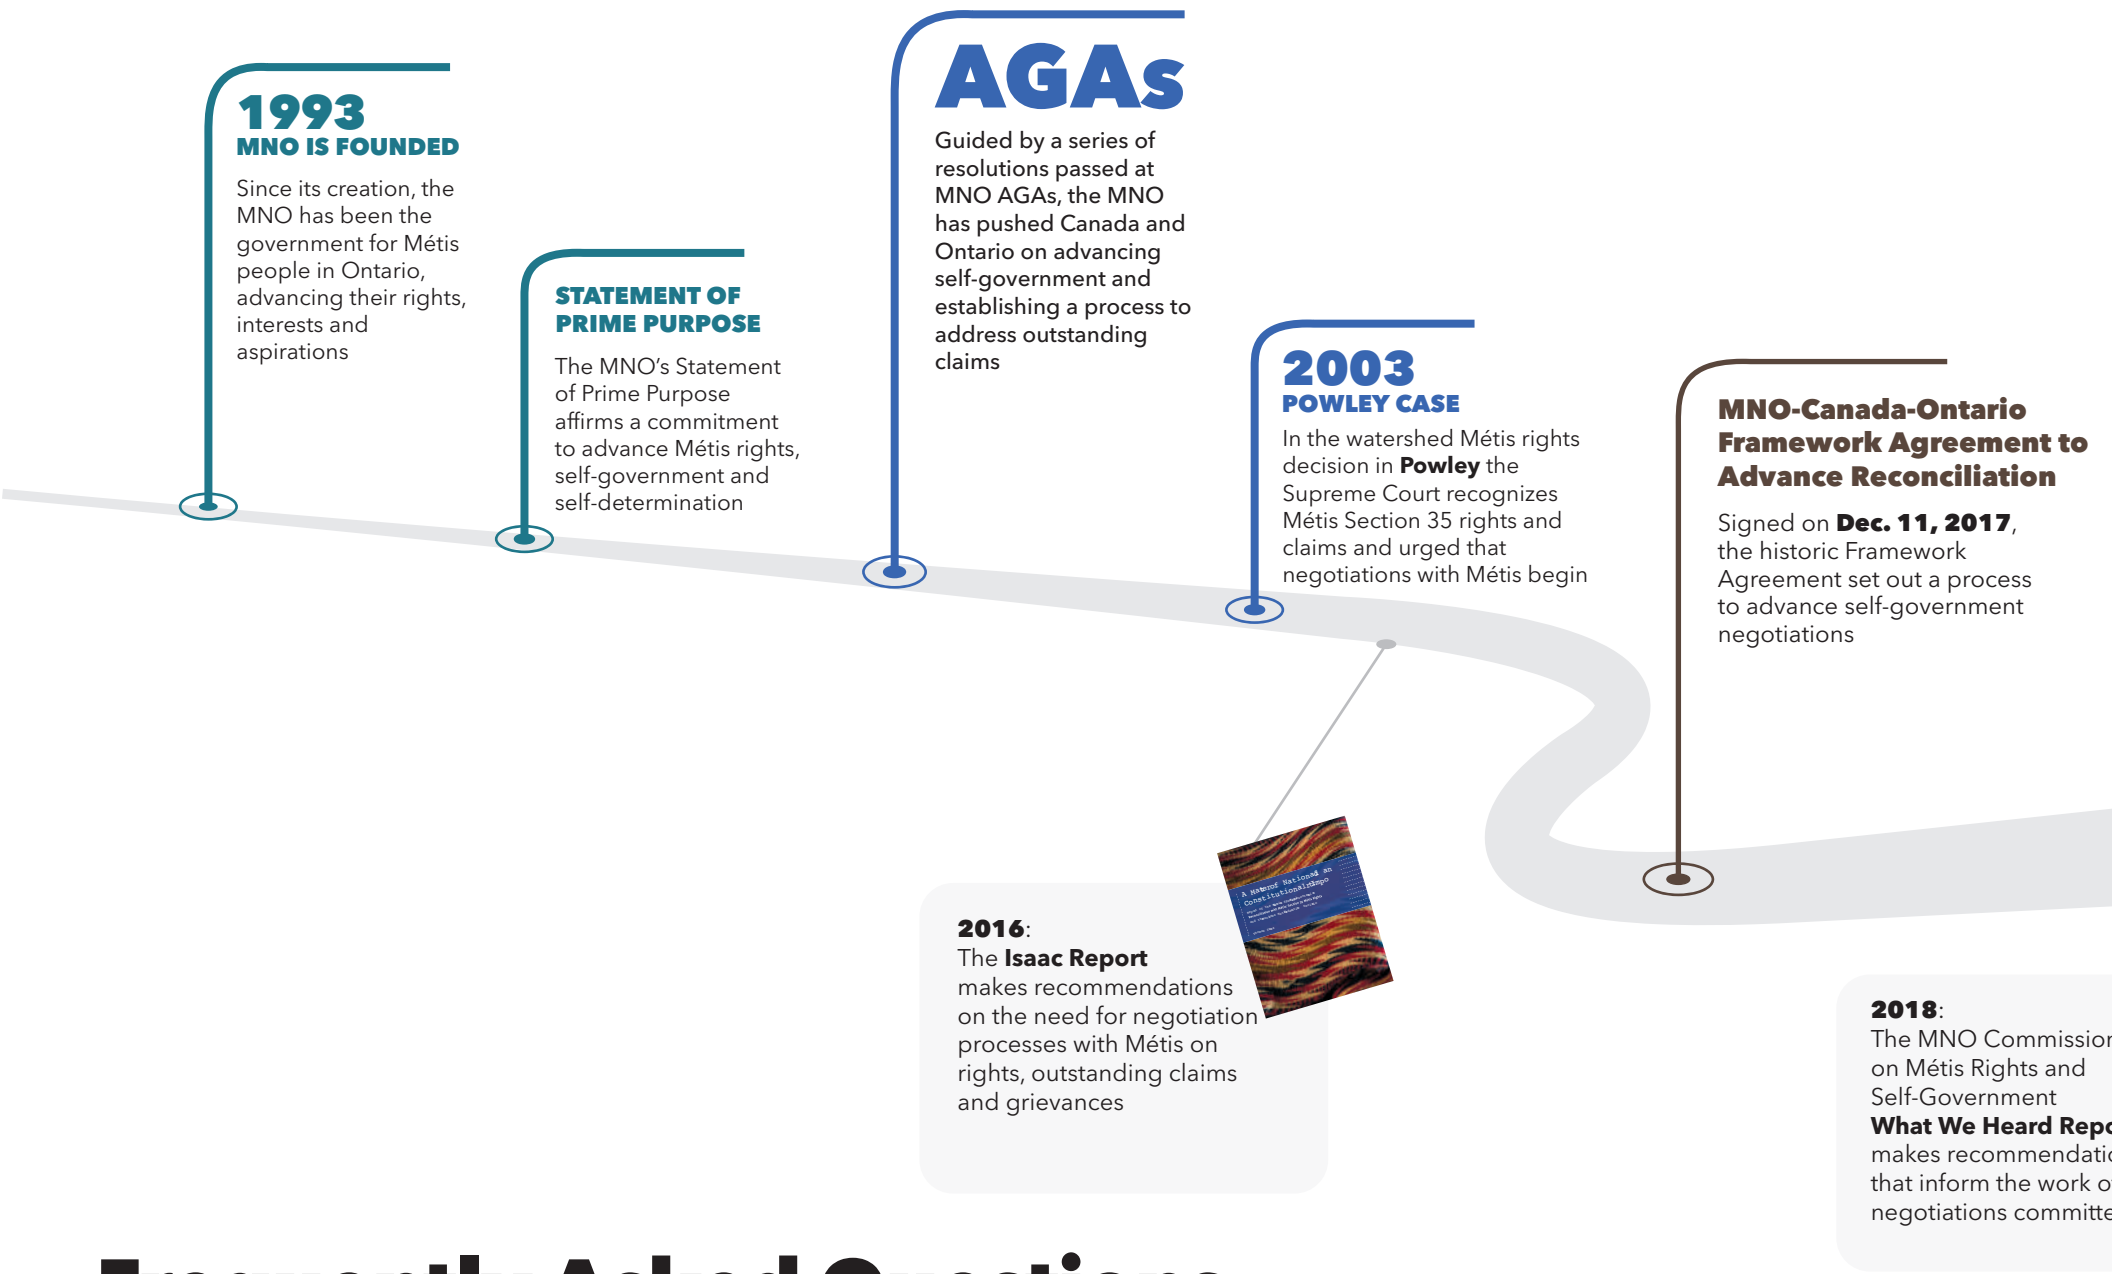 1993
MNO IS FOUNDED
Since its creation, the
MNO has been the
government for Métis
people in Ontario,
advancing their rights,
interests and
aspirations
STATEMENT OF
PRIME PURPOSE
The MNO’s Statement
of Prime Purpose
affirms a commitment
to advance Métis rights,
self-government and
self-determination
AGAs
Guided by a series of
resolutions passed at
MNO AGAs, the MNO
has pushed Canada and
Ontario on advancing
self-government and
establishing a process to
address outstanding
claims
2003
POWLEY CASE
In the watershed Métis rights
decision in Powley the
Supreme Court recognizes
Métis Section 35 rights and
claims and urged that
negotiations with Métis begin
MNO-Canada-Ontario
Framework Agreement to
Advance Reconciliation
Signed on Dec. 11, 2017,
the historic Framework
Agreement set out a process
to advance self-government
negotiations
2016:
The Isaac Report
makes recommendations
on the need for negotiation
processes with Métis on
rights, outstanding claims
and grievances
2018:
The MNO Commission
on Métis Rights and
Self-Government
What We Heard Repo
makes recommendatio
that inform the work o
negotiations committe
Frequently Asked Questions